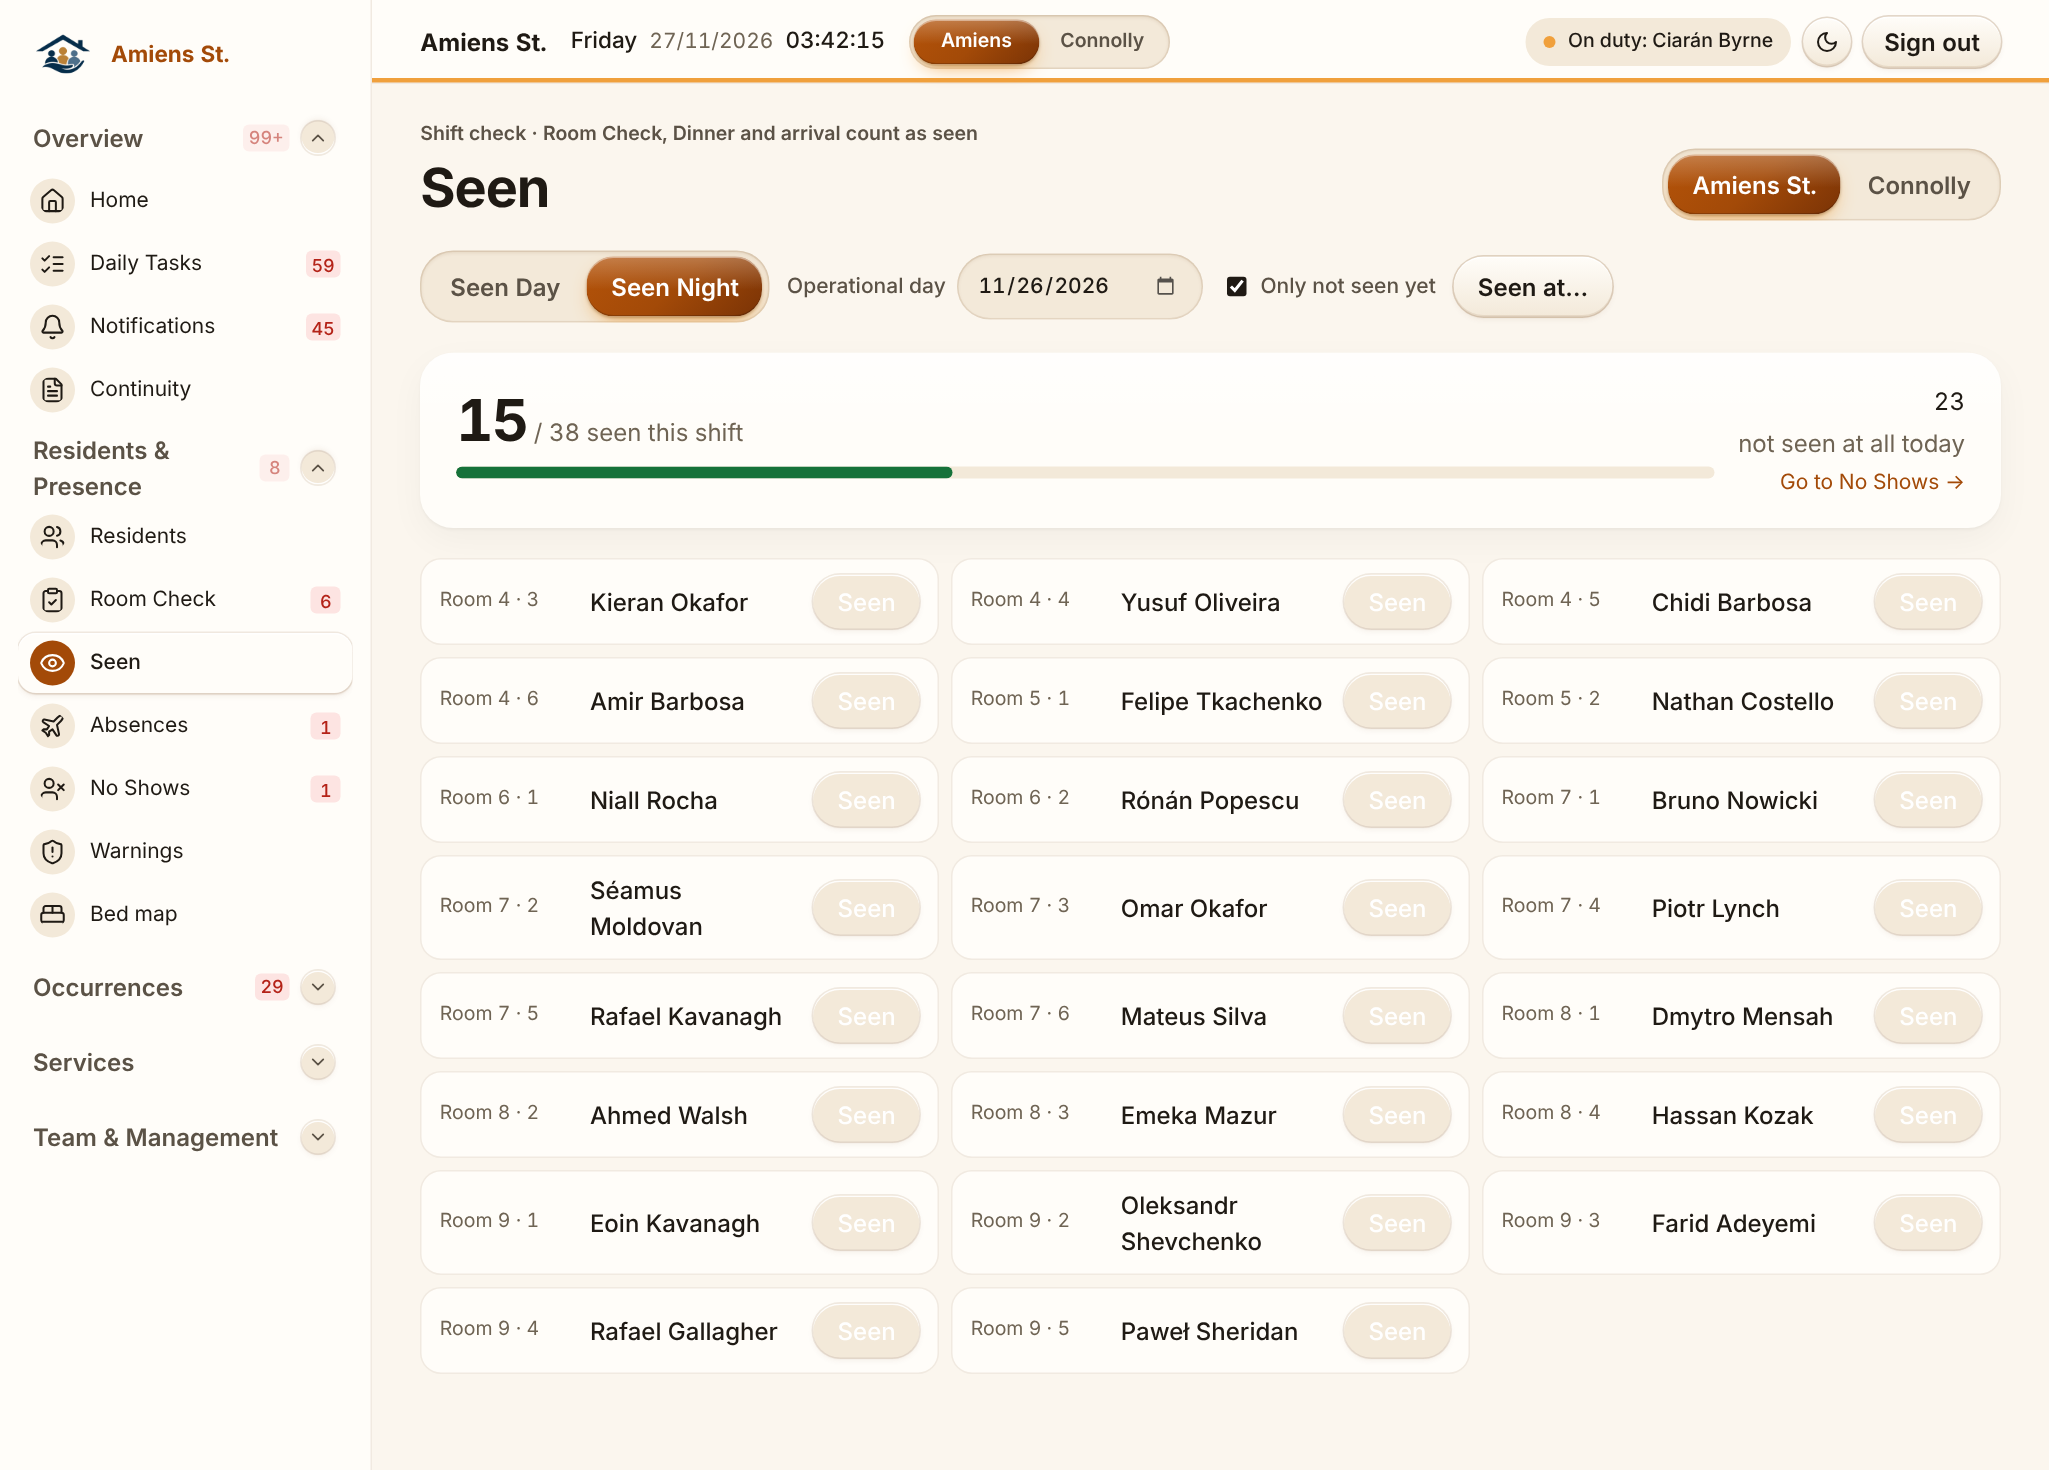 Amiens St.
Amiens St. Friday 27/11/2026 03:42:15 Amiens Connolly On duty: Ciarán Byrne Sign out
Overview 99+
Home
Daily Tasks 59
Notifications 45
Continuity
Residents & Presence 8
Residents
Room Check 6
Seen
Absences 1
No Shows 1
Warnings
Bed map
Occurrences 29
Services
Team & Management
Shift check · Room Check, Dinner and arrival count as seen
Seen
Amiens St. Connolly
Seen Day Seen Night Operational day 11/26/2026 Only not seen yet Seen at...
15 / 38 seen this shift
23
not seen at all today
Go to No Shows →
Room 4 · 3 Kieran Okafor Seen
Room 4 · 4 Yusuf Oliveira Seen
Room 4 · 5 Chidi Barbosa Seen
Room 4 · 6 Amir Barbosa Seen
Room 5 · 1 Felipe Tkachenko Seen
Room 5 · 2 Nathan Costello Seen
Room 6 · 1 Niall Rocha Seen
Room 6 · 2 Rónán Popescu Seen
Room 7 · 1 Bruno Nowicki Seen
Room 7 · 2 Séamus Moldovan Seen
Room 7 · 3 Omar Okafor Seen
Room 7 · 4 Piotr Lynch Seen
Room 7 · 5 Rafael Kavanagh Seen
Room 7 · 6 Mateus Silva Seen
Room 8 · 1 Dmytro Mensah Seen
Room 8 · 2 Ahmed Walsh Seen
Room 8 · 3 Emeka Mazur Seen
Room 8 · 4 Hassan Kozak Seen
Room 9 · 1 Eoin Kavanagh Seen
Room 9 · 2 Oleksandr Shevchenko Seen
Room 9 · 3 Farid Adeyemi Seen
Room 9 · 4 Rafael Gallagher Seen
Room 9 · 5 Paweł Sheridan Seen